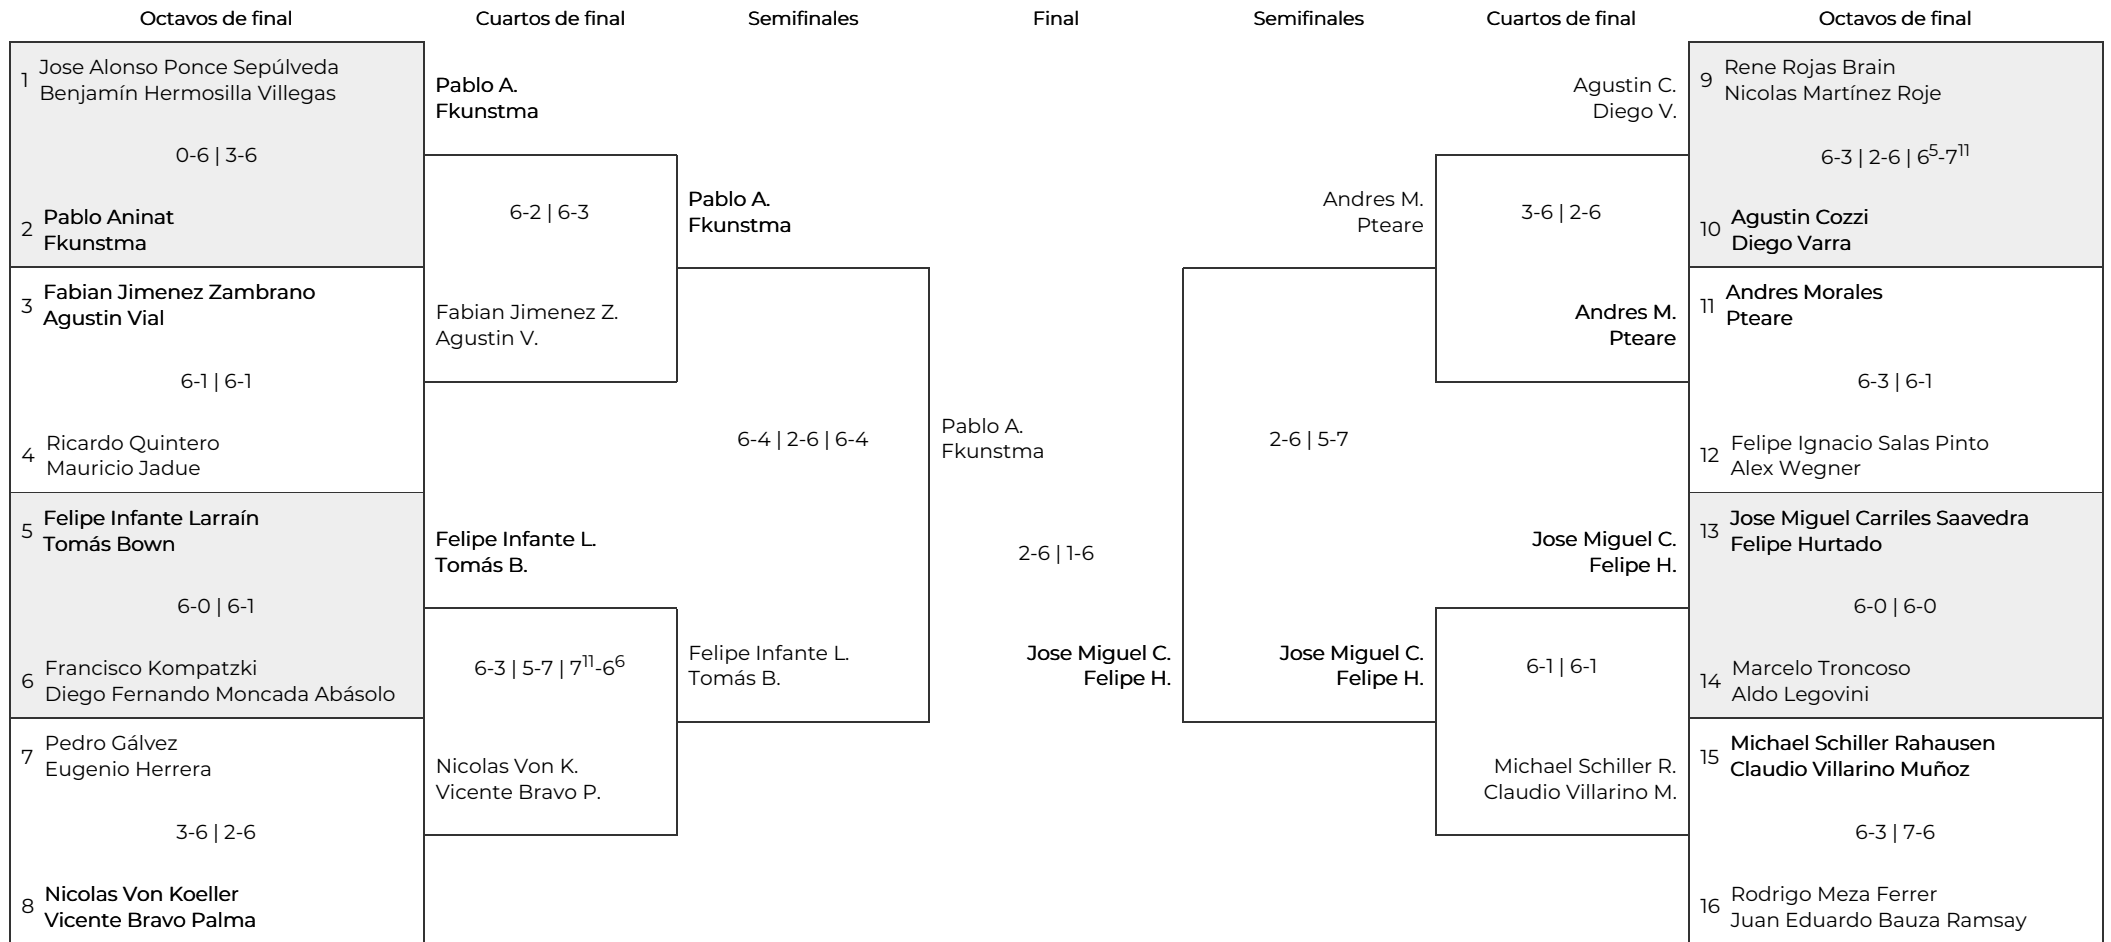 Octavos de final
Cuartos de final
Semifinales
Final
Semifinales
Cuartos de final
Octavos de final
1
Jose Alonso Ponce Sepúlveda
Benjamín Hermosilla Villegas
0-6 | 3-6
2
Pablo Aninat
Fkunstma
3
Fabian Jimenez Zambrano
Agustin Vial
6-1 | 6-1
4
Ricardo Quintero
Mauricio Jadue
5
Felipe Infante Larraín
Tomás Bown
6-0 | 6-1
6
Francisco Kompatzki
Diego Fernando Moncada Abásolo
7
Pedro Gálvez
Eugenio Herrera
3-6 | 2-6
8
Nicolas Von Koeller
Vicente Bravo Palma
Pablo A.
Fkunstma
6-2 | 6-3
Fabian Jimenez Z.
Agustin V.
Felipe Infante L.
Tomás B.
6-3 | 5-7 | 7¹¹-6⁶
Nicolas Von K.
Vicente Bravo P.
Pablo A.
Fkunstma
6-4 | 2-6 | 6-4
Felipe Infante L.
Tomás B.
Pablo A.
Fkunstma
2-6 | 1-6
Jose Miguel C.
Felipe H.
Andres M.
Pteare
2-6 | 5-7
Jose Miguel C.
Felipe H.
Agustin C.
Diego V.
3-6 | 2-6
Andres M.
Pteare
Jose Miguel C.
Felipe H.
6-1 | 6-1
Michael Schiller R.
Claudio Villarino M.
9
Rene Rojas Brain
Nicolas Martínez Roje
6-3 | 2-6 | 6⁵-7¹¹
10
Agustin Cozzi
Diego Varra
11
Andres Morales
Pteare
6-3 | 6-1
12
Felipe Ignacio Salas Pinto
Alex Wegner
13
Jose Miguel Carriles Saavedra
Felipe Hurtado
6-0 | 6-0
14
Marcelo Troncoso
Aldo Legovini
15
Michael Schiller Rahausen
Claudio Villarino Muñoz
6-3 | 7-6
16
Rodrigo Meza Ferrer
Juan Eduardo Bauza Ramsay